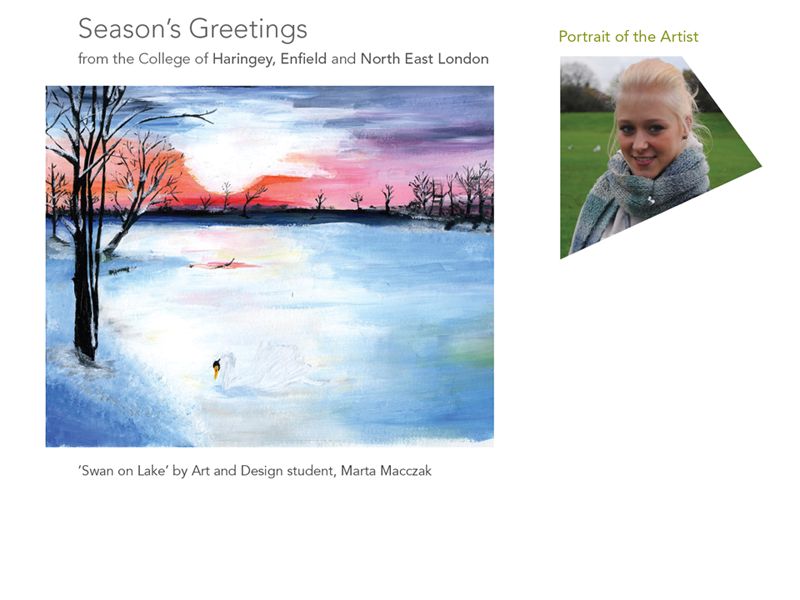 Season’s Greetings
from the College of Haringey, Enfield and North East London
Portrait of the Artist
‘Swan on Lake’ by Art and Design student, Marta Macczak